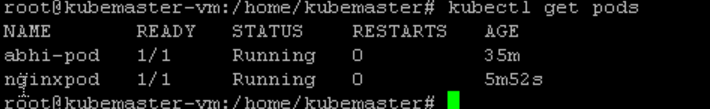 root@kubemaster-vm:/home/kubemaster# kubectl get pods
NAME READY STATUS RESTARTS AGE
abhi-pod 1/1 Running 0 35m
nginxpod 1/1 Running 0 5m52s
root@kubemaster-vm:/home/kubemaster#